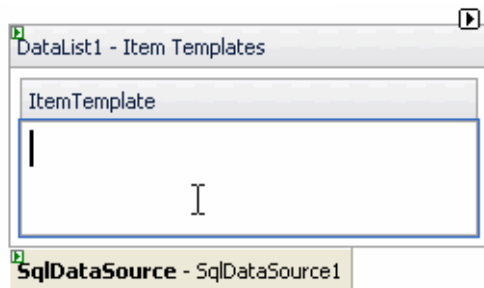 DataList1 - Item Templates
ItemTemplate
SqlDataSource - SqlDataSource1